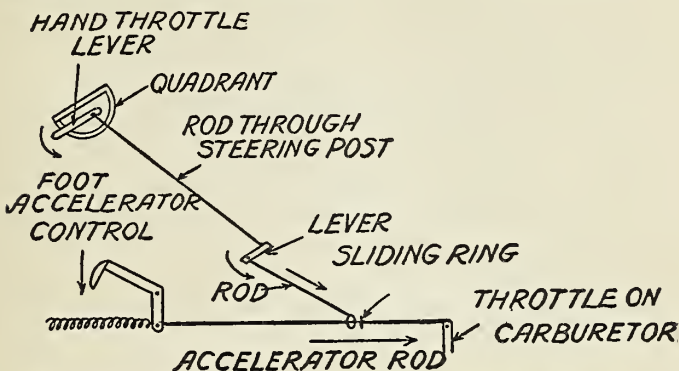 HAND THROTTLE
LEVER
QUADRANT
ROD THROUGH
STEERING POST
FOOT
ACCELERATOR
CONTROL
LEVER
SLIDING RING
ROD
THROTTLE ON
CARBURETOR
ACCELERATOR ROD